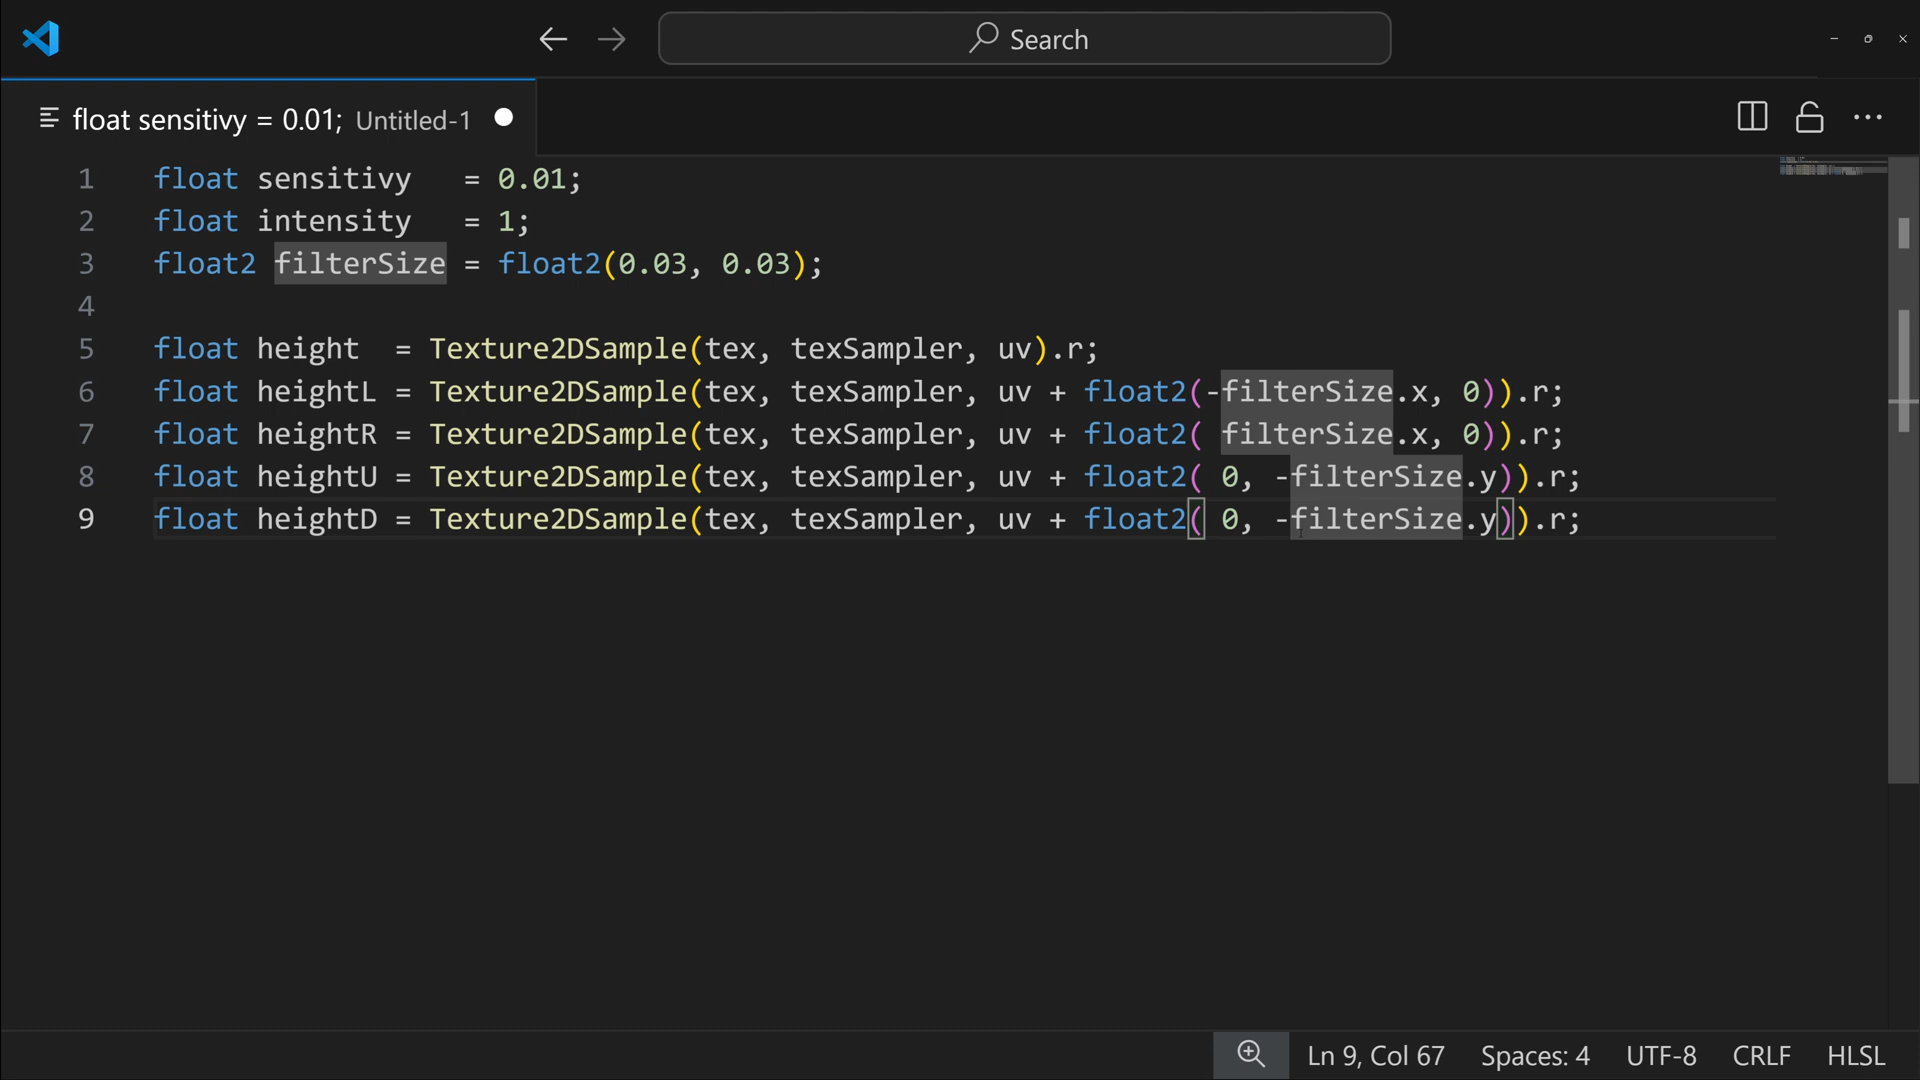 Search
float sensitivy = 0.01; Untitled-1
1 float sensitivy   = 0.01;
2 float intensity   = 1;
3 float2 filterSize = float2(0.03, 0.03);
4
5 float height  = Texture2DSample(tex, texSampler, uv).r;
6 float heightL = Texture2DSample(tex, texSampler, uv + float2(-filterSize.x, 0)).r;
7 float heightR = Texture2DSample(tex, texSampler, uv + float2( filterSize.x, 0)).r;
8 float heightU = Texture2DSample(tex, texSampler, uv + float2( 0, -filterSize.y)).r;
9 float heightD = Texture2DSample(tex, texSampler, uv + float2( 0, -filterSize.y)).r;
Ln 9, Col 67 Spaces: 4 UTF-8 CRLF HLSL